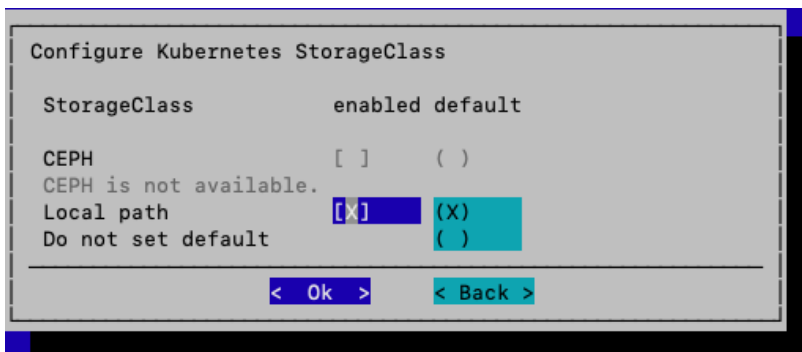 Configure Kubernetes StorageClass
StorageClass enabled default
CEPH [ ] ( )
CEPH is not available.
Local path [X] (X)
Do not set default ( )
< Ok > < Back >